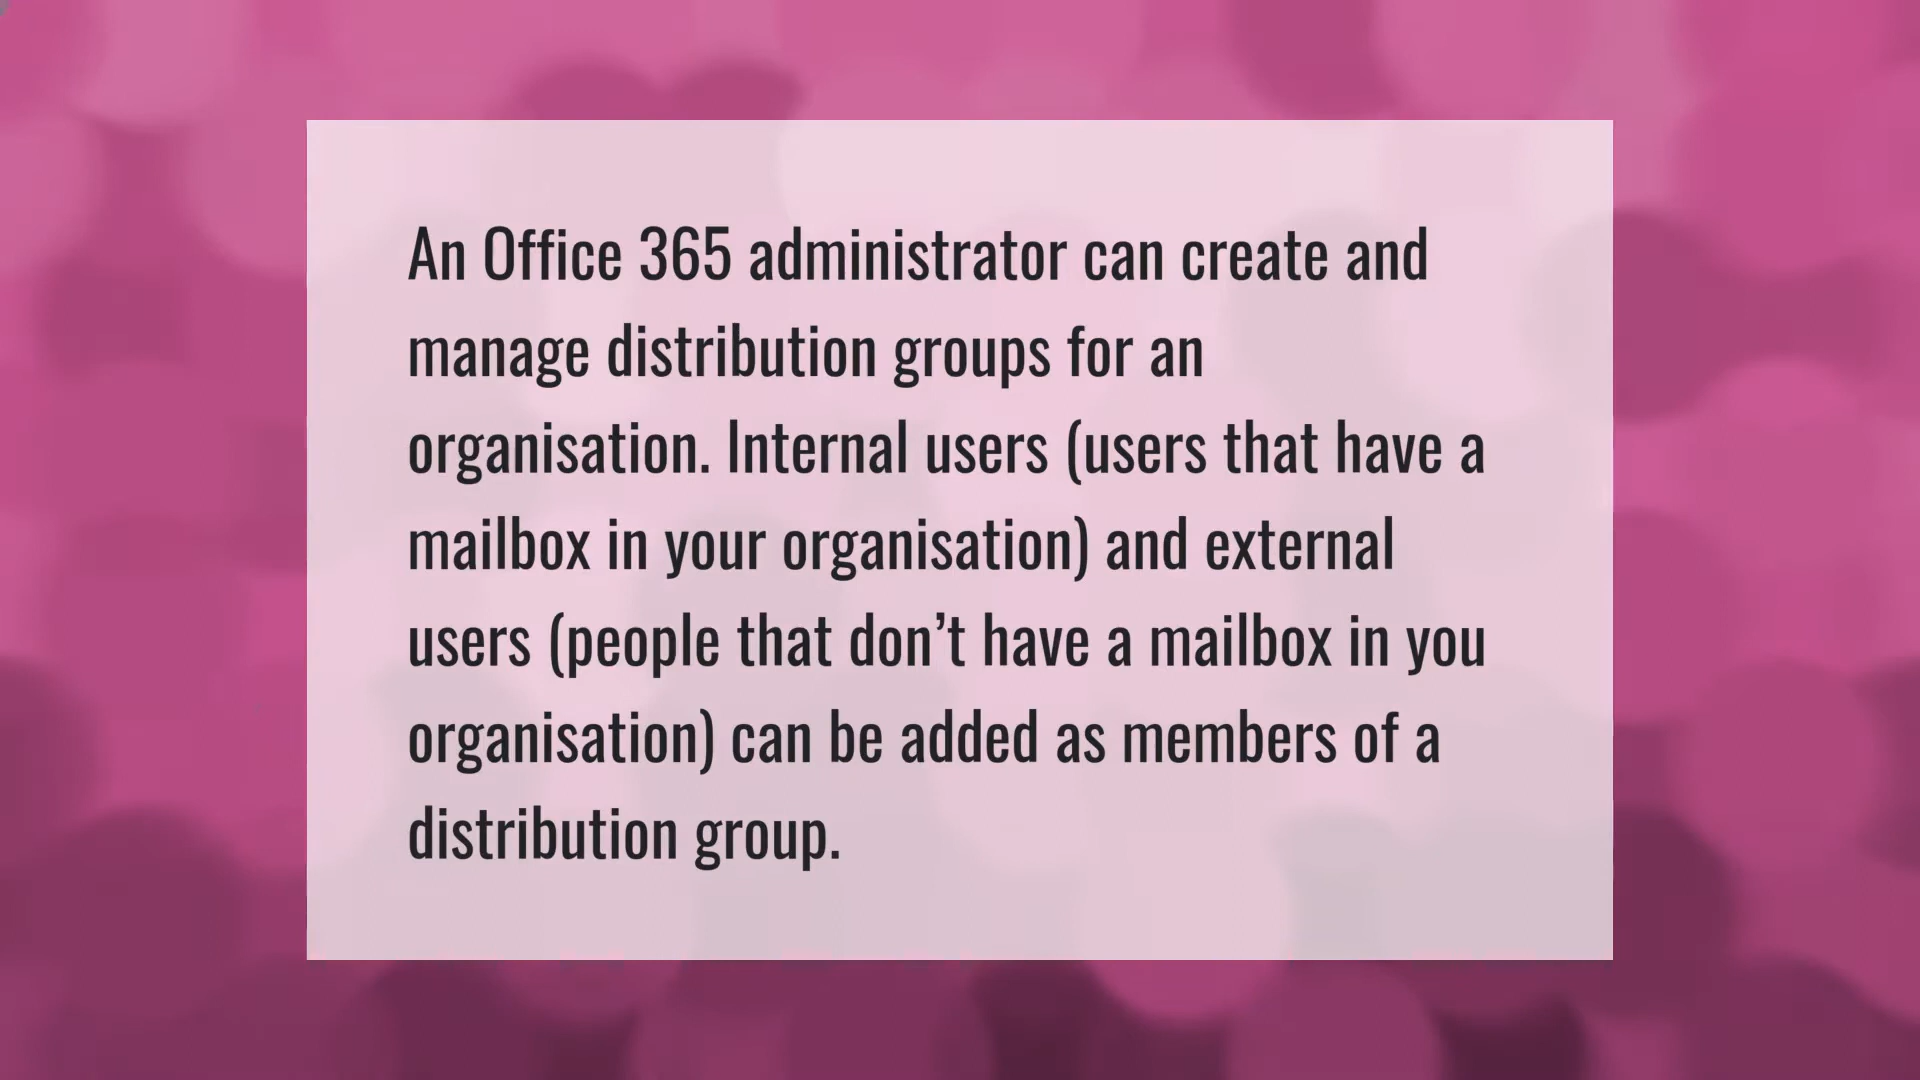 An Office 365 administrator can create and
manage distribution groups for an
organisation. Internal users (users that have a
mailbox in your organisation) and external
users (people that don’t have a mailbox in you
organisation) can be added as members of a
distribution group.